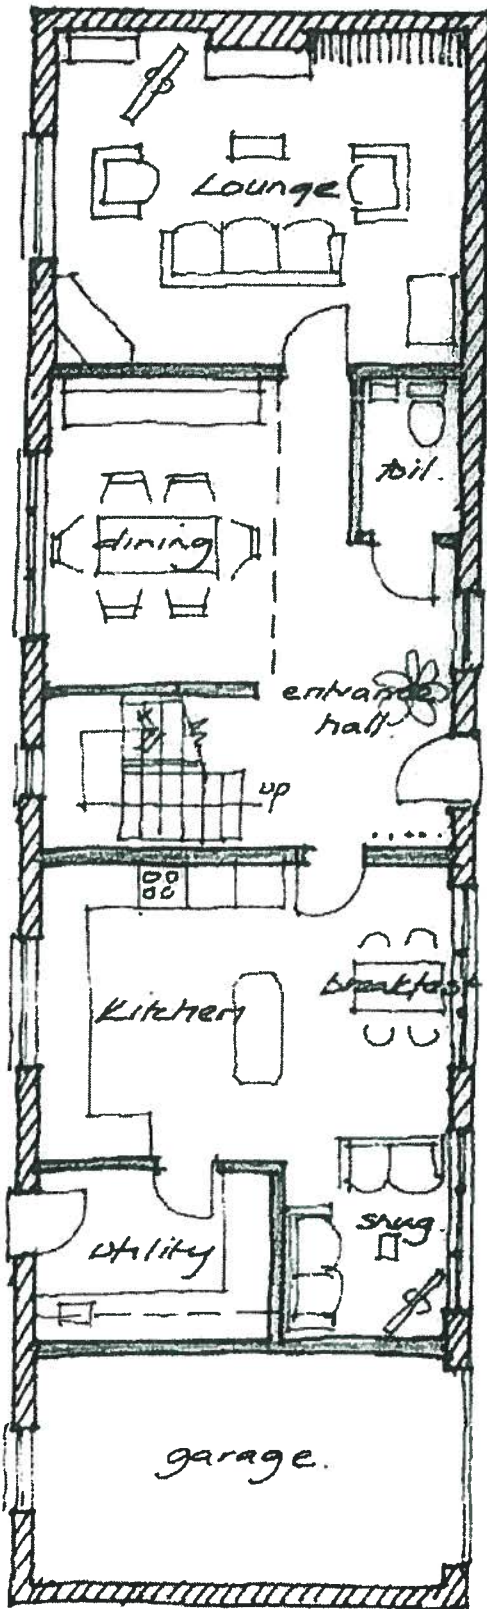 Lounge
toil.
dining
entrance
hall
up
Kitchen
breakfast
snug
utility
garage.